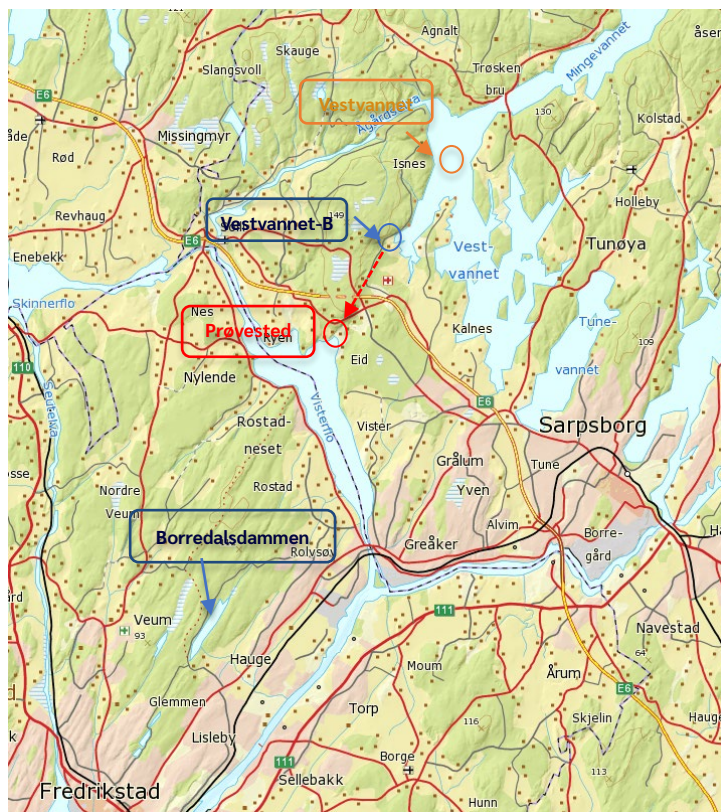 Agnalt
åsen
Skauge
Trøsken
bru
Mingevannet
Slangsvoll
E6
Vestvannet
130
Kolstad
Missingmyr
Rød
Isnes
Holleby
Revhaug
149
Vestvannet-B
Tunøya
Vest-
vannet
Enebekk
E6
Skinnerflo
Nes
Prøvested
Ryen
Kalnes
Tune-
vannet
109
Eid
110
Nylende
Visterflo
E6
Rostad-
neset
Vister
Sarpsborg
Grålum
Tune
Nordre
Veum
Rostad
Yven
Borredalsdammen
Rolvsøy
Greåker
Alvim
Borre-
gård
111
Veum
93
Navestad
Hauge
Moum
Årum
64
E6
Glemmen
Torp
Lisleby
116
Skjelin
Hauge
111
Borge
Sellebakk
113
Fredrikstad
Hunn